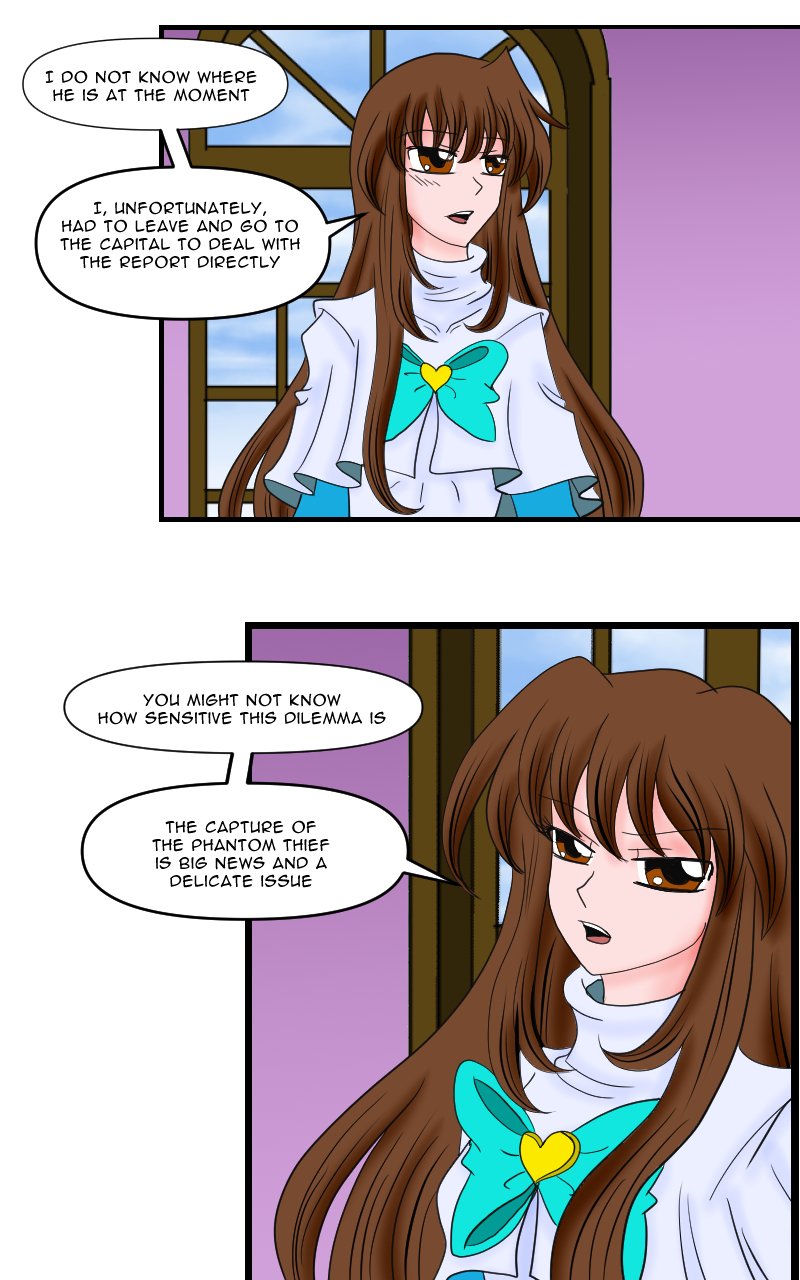 I DO NOT KNOW WHERE
HE IS AT THE MOMENT
I, UNFORTUNATELY,
HAD TO LEAVE AND GO TO
THE CAPITAL TO DEAL WITH
THE REPORT DIRECTLY
YOU MIGHT NOT KNOW
HOW SENSITIVE THIS DILEMMA IS
THE CAPTURE OF
THE PHANTOM THIEF
IS BIG NEWS AND A
DELICATE ISSUE